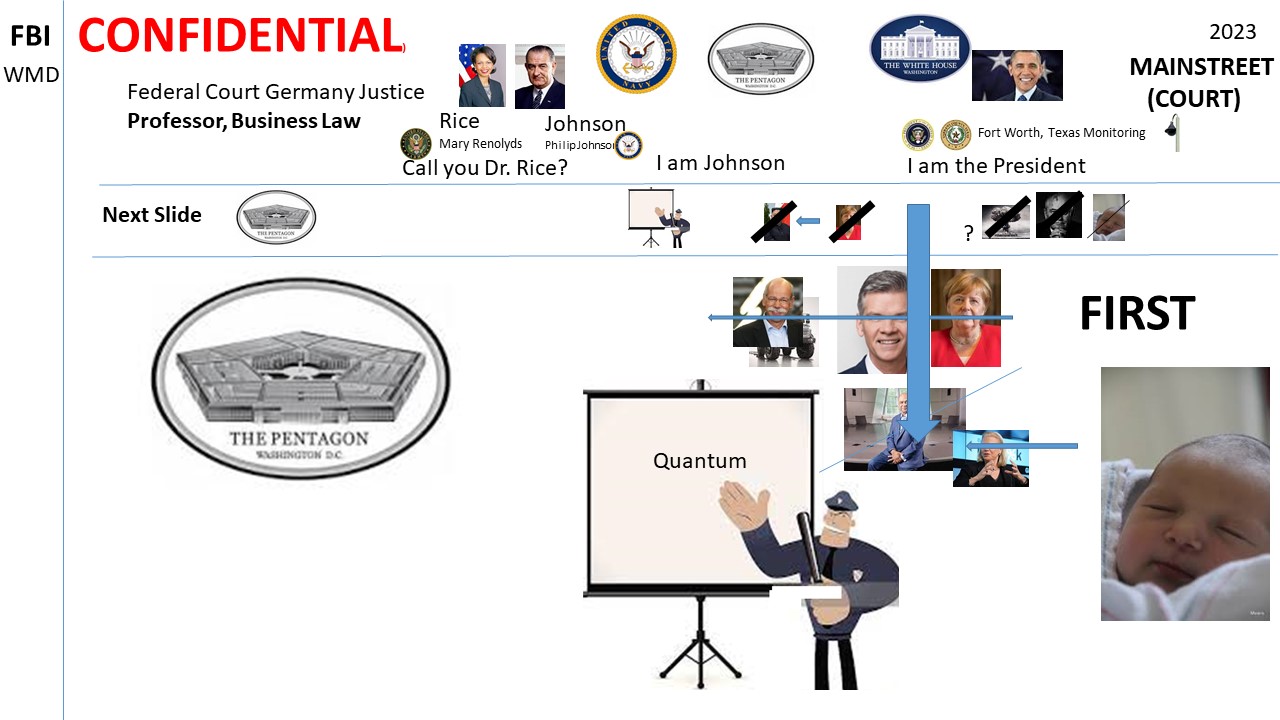 FBI
WMD
CONFIDENTIAL)
2023
MAINSTREET
(COURT)
Federal Court Germany Justice
Professor, Business Law
Rice
Mary Renolyds
Call you Dr. Rice?
Johnson
PhilipJohnson
I am Johnson
UNITED STATES
NAVY
THE PENTAGON
WASHINGTON D.C.
THE WHITE HOUSE
WASHINGTON
Fort Worth, Texas Monitoring
I am the President
Next Slide
THE PENTAGON
?
FIRST
THE PENTAGON
WASHINGTON D.C.
Quantum
k